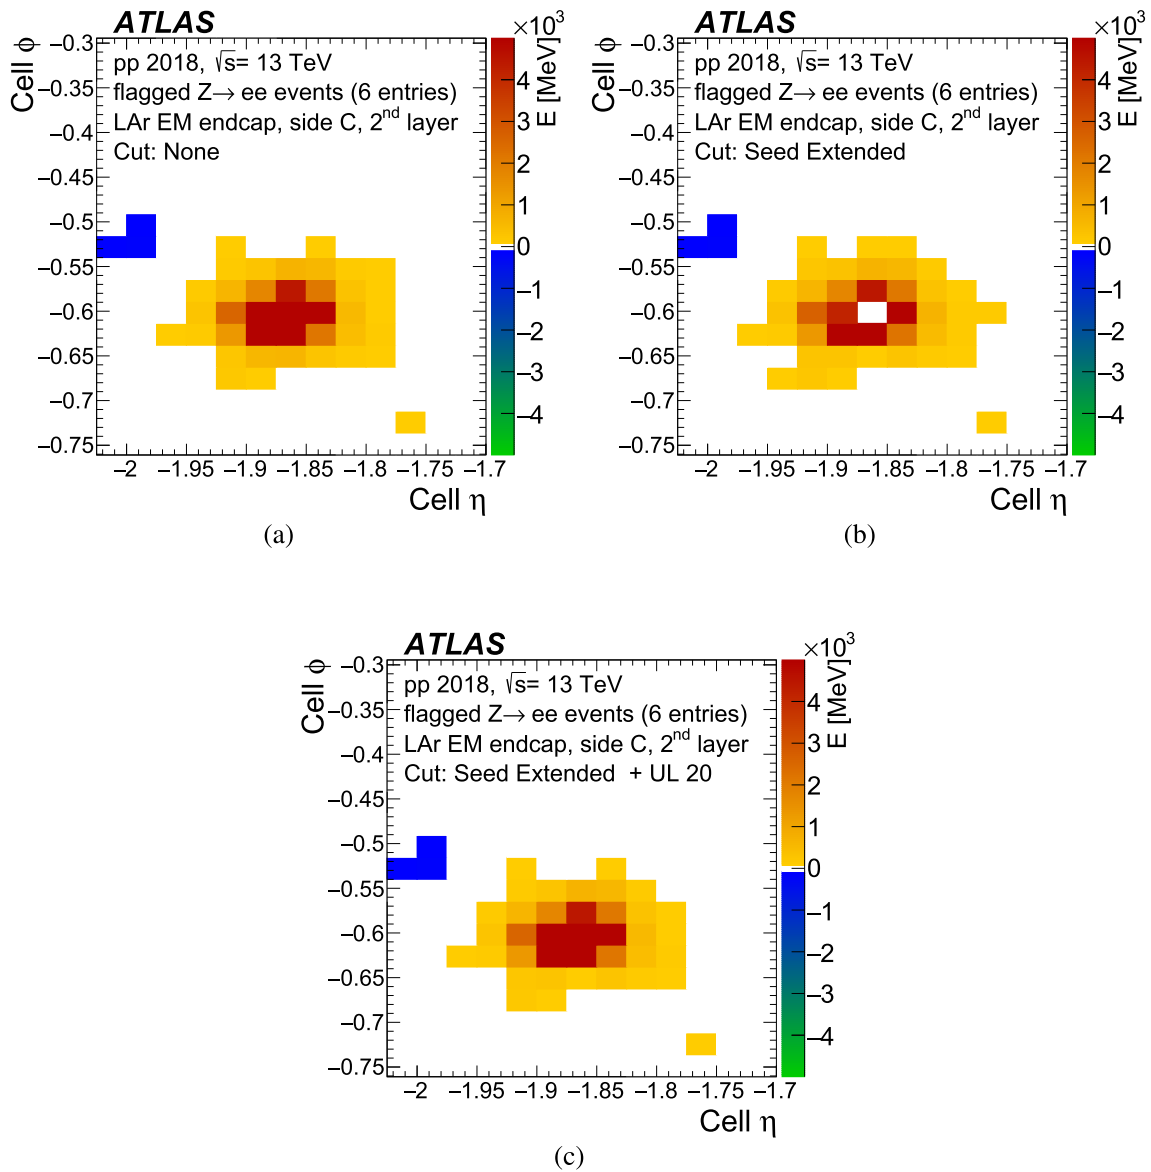 ATLAS
×10³
Cell ϕ
pp 2018, √s= 13 TeV
flagged Z→ ee events (6 entries)
LAr EM endcap, side C, 2nd layer
Cut: None
−0.3
−0.35
−0.4
−0.45
−0.5
−0.55
−0.6
−0.65
−0.7
−0.75
−2 −1.95 −1.9 −1.85 −1.8 −1.75 −1.7
Cell η
4
3
2
1
0
−1
−2
−3
−4
E [MeV]
(a)
ATLAS
×10³
Cell ϕ
pp 2018, √s= 13 TeV
flagged Z→ ee events (6 entries)
LAr EM endcap, side C, 2nd layer
Cut: Seed Extended
−0.3
−0.35
−0.4
−0.45
−0.5
−0.55
−0.6
−0.65
−0.7
−0.75
−2 −1.95 −1.9 −1.85 −1.8 −1.75 −1.7
Cell η
4
3
2
1
0
−1
−2
−3
−4
E [MeV]
(b)
ATLAS
×10³
Cell ϕ
pp 2018, √s= 13 TeV
flagged Z→ ee events (6 entries)
LAr EM endcap, side C, 2nd layer
Cut: Seed Extended + UL 20
−0.3
−0.35
−0.4
−0.45
−0.5
−0.55
−0.6
−0.65
−0.7
−0.75
−2 −1.95 −1.9 −1.85 −1.8 −1.75 −1.7
Cell η
4
3
2
1
0
−1
−2
−3
−4
E [MeV]
(c)